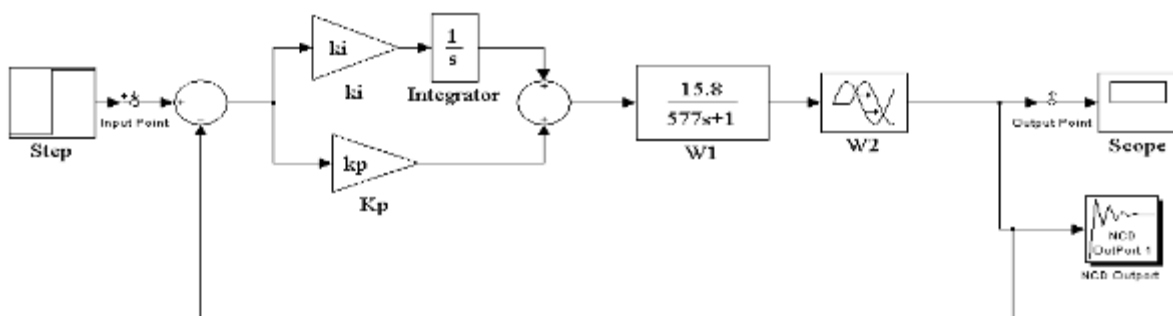 Step
+
Input Point
+
−
ki
ki
1
s
Integrator
kp
Kp
+
+
15.8
577s+1
W1
W2
Output Point
Scope
NCD
OutPort 1
NCD Outport